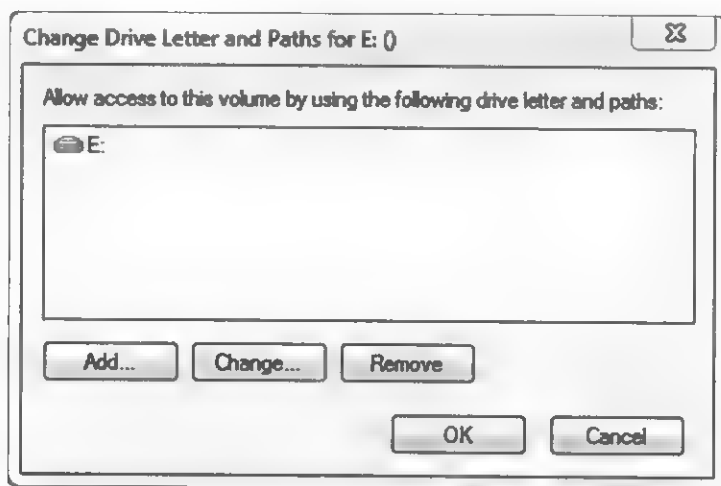 Change Drive Letter and Paths for E: ()
Allow access to this volume by using the following drive letter and paths:
E:
Add... Change... Remove
OK Cancel